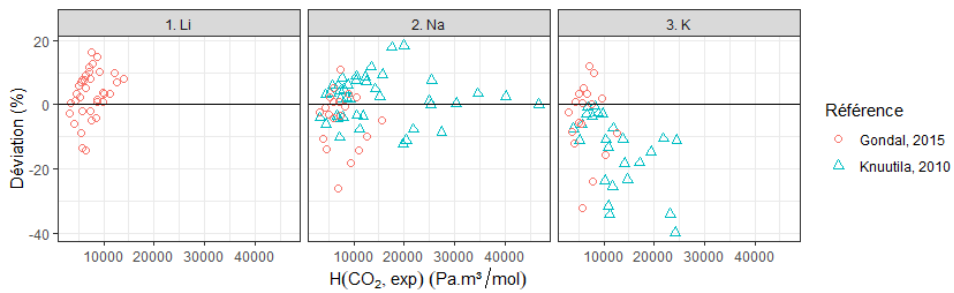 1. Li
2. Na
3. K
20
0
-20
-40
Déviation (%)
10000 20000 30000 40000
10000 20000 30000 40000
10000 20000 30000 40000
H(CO₂, exp) (Pa.m³/mol)
Référence
Gondal, 2015
Knuutila, 2010